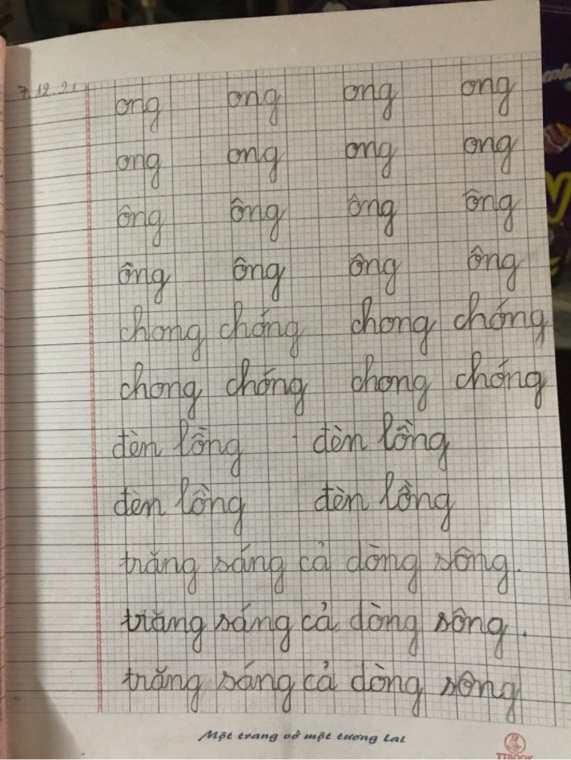 7.12.21
ong ong ong ong
ong ong ong ong
ông ông ông ông
ông ông ông ông
chong chóng chong chóng
chong chóng chong chóng
đèn lồng đèn lồng
đèn lồng đèn lồng
trăng sáng cả dòng sông.
trăng sáng cả dòng sông.
trăng sáng cả dòng sông
Một trang vở một tương lai